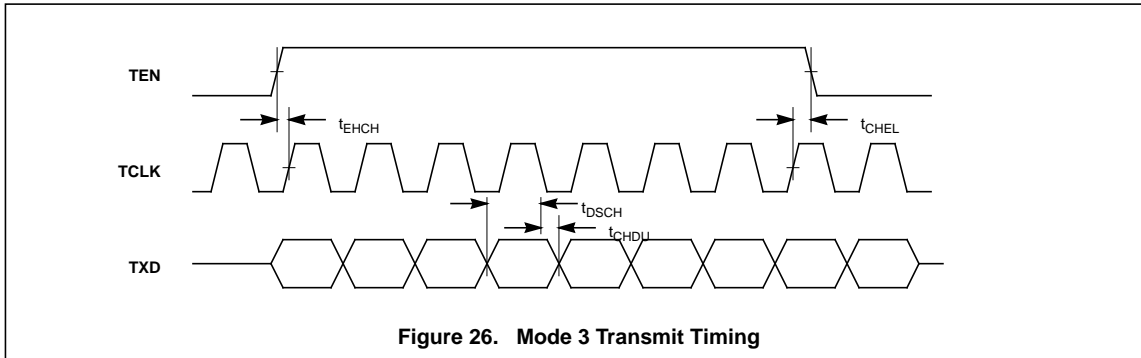 TEN
tEHCH
tCHEL
TCLK
tDSCH
tCHDU
TXD
Figure 26. Mode 3 Transmit Timing